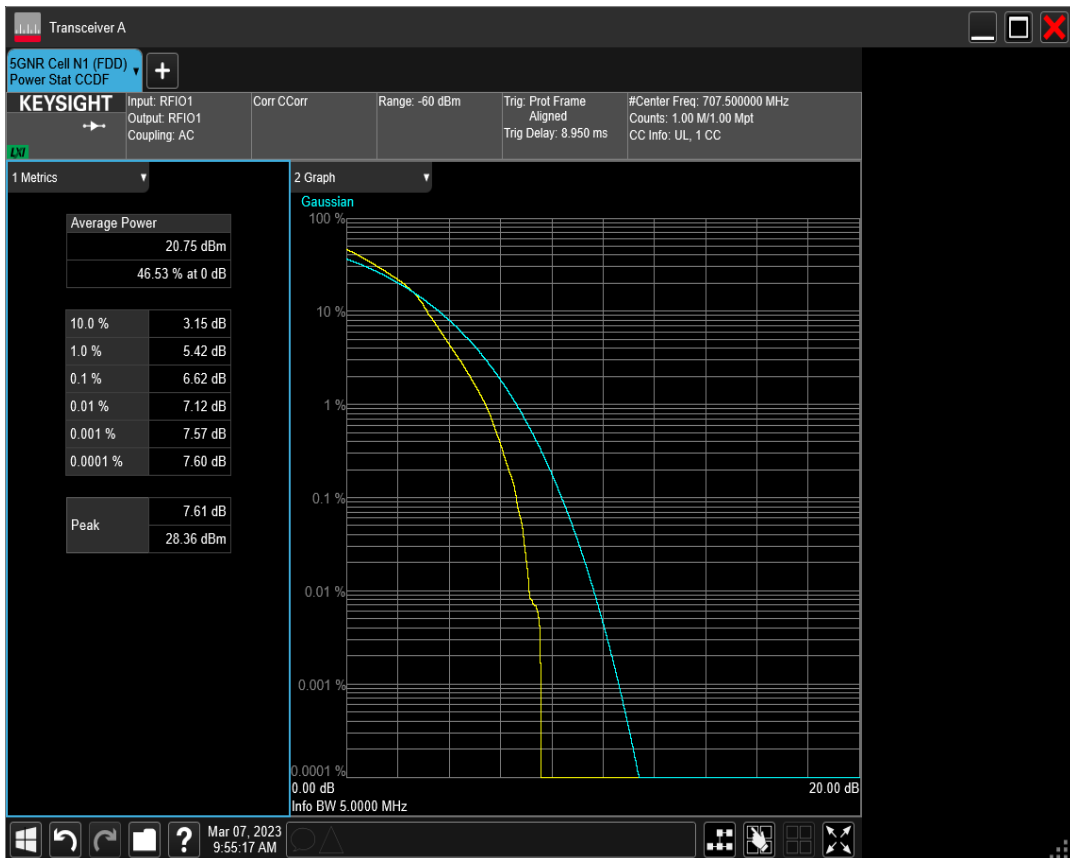 Transceiver A
5GNR Cell N1 (FDD)
Power Stat CCDF
KEYSIGHT
LXI
Input: RFIO1
Output: RFIO1
Coupling: AC
Corr CCorr
Range: -60 dBm
Trig: Prot Frame
Aligned
Trig Delay: 8.950 ms
#Center Freq: 707.500000 MHz
Counts: 1.00 M/1.00 Mpt
CC Info: UL, 1 CC
1 Metrics
Average Power
20.75 dBm
46.53 % at 0 dB
10.0 % 3.15 dB
1.0 % 5.42 dB
0.1 % 6.62 dB
0.01 % 7.12 dB
0.001 % 7.57 dB
0.0001 % 7.60 dB
Peak 7.61 dB
28.36 dBm
2 Graph
Gaussian
100 %
10 %
1 %
0.1 %
0.01 %
0.001 %
0.0001 %
0.00 dB 20.00 dB
Info BW 5.0000 MHz
?
Mar 07, 2023
9:55:17 AM